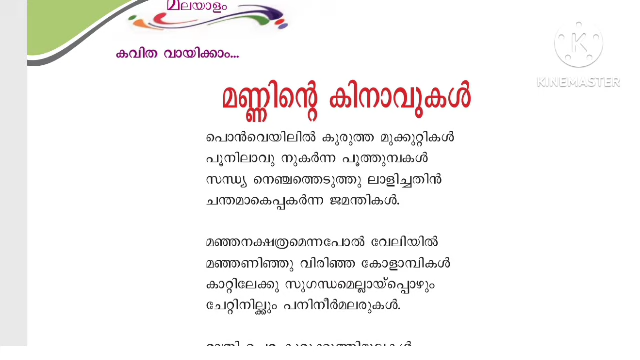 മലയാളം
കവിത വായിക്കാം...
KINEMASTER
മണ്ണിന്റെ കിനാവുകൾ
പൊൻവെയിലിൽ കുരുത്ത മുക്കുറ്റികൾ
പൂനിലാവു നുകർന്ന പൂത്തുമ്പകൾ
സന്ധ്യ നെഞ്ചത്തെടുത്തു ലാളിച്ചതിൻ
ചന്തമാകെപ്പകർന്ന ജമന്തികൾ.
മഞ്ഞനക്ഷത്രമെന്നപോൽ വേലിയിൽ
മഞ്ഞണിഞ്ഞു വിരിഞ്ഞ കോളാമ്പികൾ
കാറ്റിലേക്കു സുഗന്ധമെല്ലായ്പ്പൊഴും
ചേറ്റിനില്ക്കും പനിനീർമലരുകൾ.